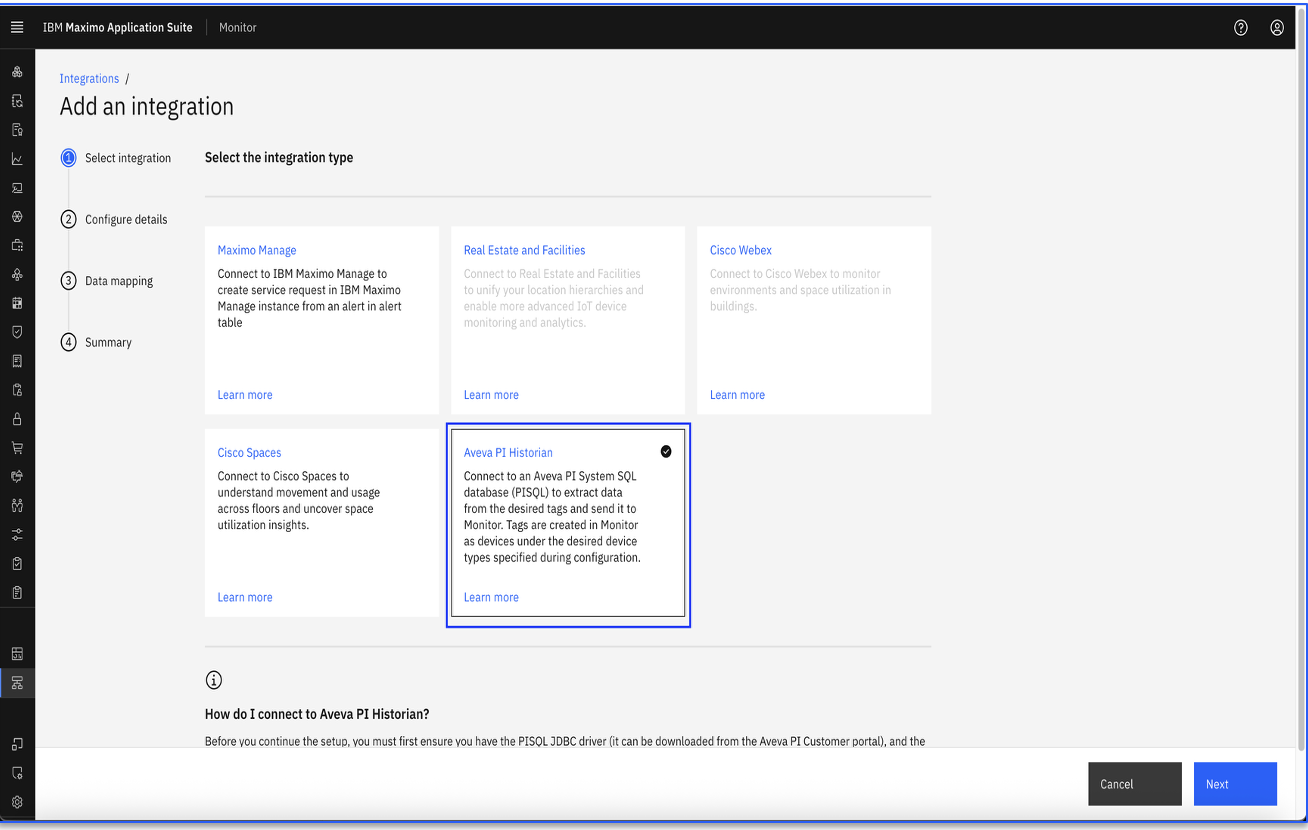 IBM Maximo Application Suite
Monitor
Integrations /
Add an integration
1 Select integration
2 Configure details
3 Data mapping
4 Summary
Select the integration type
Maximo Manage
Connect to IBM Maximo Manage to
create service request in IBM Maximo
Manage instance from an alert in alert
table
Learn more
Real Estate and Facilities
Connect to Real Estate and Facilities
to unify your location hierarchies and
enable more advanced IoT device
monitoring and analytics.
Learn more
Cisco Webex
Connect to Cisco Webex to monitor
environments and space utilization in
buildings.
Learn more
Cisco Spaces
Connect to Cisco Spaces to
understand movement and usage
across floors and uncover space
utilization insights.
Learn more
Aveva PI Historian
Connect to an Aveva PI System SQL
database (PISQL) to extract data
from the desired tags and send it to
Monitor. Tags are created in Monitor
as devices under the desired device
types specified during configuration.
Learn more
How do I connect to Aveva PI Historian?
Before you continue the setup, you must first ensure you have the PISQL JDBC driver (it can be downloaded from the Aveva PI Customer portal), and the
Cancel
Next